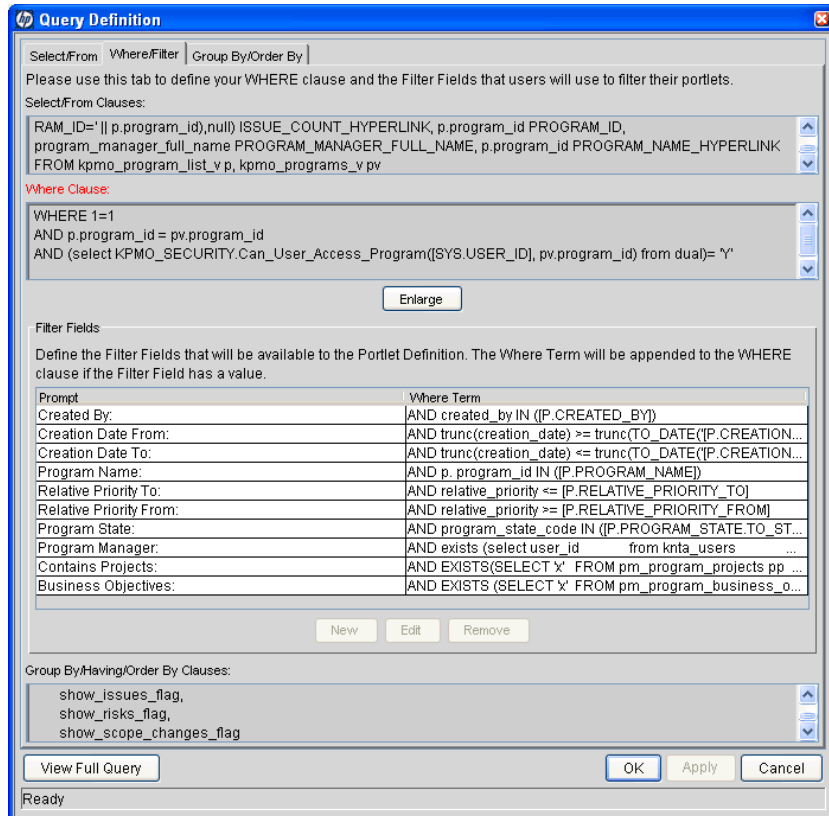 hp Query Definition
Select/From Where/Filter Group By/Order By
Please use this tab to define your WHERE clause and the Filter Fields that users will use to filter their portlets.
Select/From Clauses:
RAM_ID=' || p.program_id),null) ISSUE_COUNT_HYPERLINK, p.program_id PROGRAM_ID,
program_manager_full_name PROGRAM_MANAGER_FULL_NAME, p.program_id PROGRAM_NAME_HYPERLINK
FROM kpmo_program_list_v p, kpmo_programs_v pv
Where Clause:
WHERE 1=1
AND p.program_id = pv.program_id
AND (select KPMO_SECURITY.Can_User_Access_Program([SYS.USER_ID], pv.program_id) from dual)= 'Y'
Enlarge
Filter Fields
Define the Filter Fields that will be available to the Portlet Definition. The Where Term will be appended to the WHERE
clause if the Filter Field has a value.
Prompt Where Term
Created By: AND created_by IN ([P.CREATED_BY])
Creation Date From: AND trunc(creation_date) >= trunc(TO_DATE('[P.CREATION...
Creation Date To: AND trunc(creation_date) <= trunc(TO_DATE('[P.CREATION...
Program Name: AND p. program_id IN ([P.PROGRAM_NAME])
Relative Priority To: AND relative_priority <= [P.RELATIVE_PRIORITY_TO]
Relative Priority From: AND relative_priority >= [P.RELATIVE_PRIORITY_FROM]
Program State: AND program_state_code IN ([P.PROGRAM_STATE.TO_ST...
Program Manager: AND exists (select user_id from knta_users ...
Contains Projects: AND EXISTS(SELECT 'x' FROM pm_program_projects pp ...
Business Objectives: AND EXISTS (SELECT 'x' FROM pm_program_business_o...
New Edit Remove
Group By/Having/Order By Clauses:
show_issues_flag,
show_risks_flag,
show_scope_changes_flag
View Full Query OK Apply Cancel
Ready